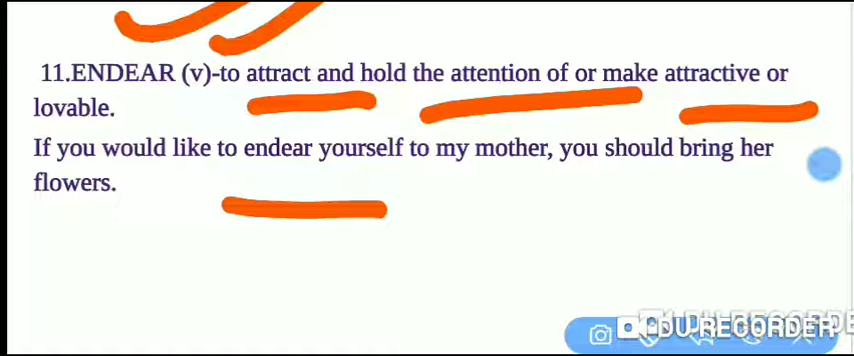 11.ENDEAR (v)-to attract and hold the attention of or make attractive or
lovable.
If you would like to endear yourself to my mother, you should bring her
flowers.
DU RECORDER